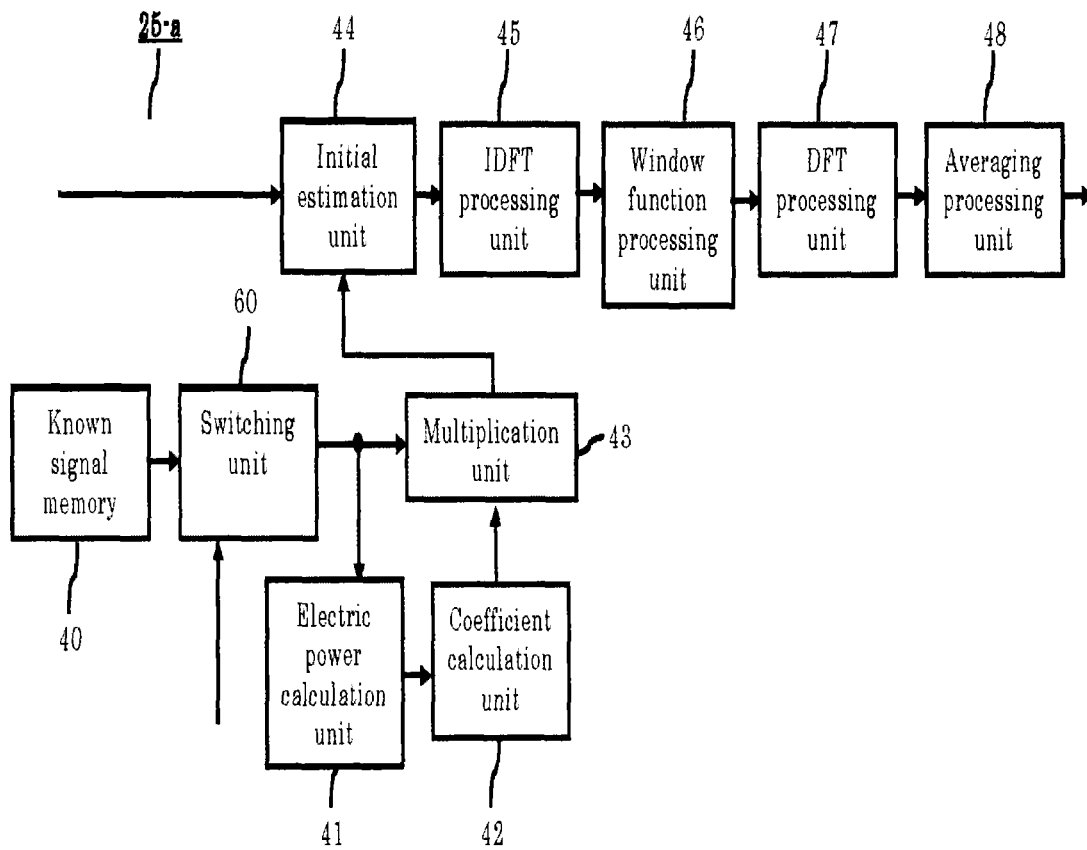 25-a
44
45
46
47
48
Initial
estimation
unit
IDFT
processing
unit
Window
function
processing
unit
DFT
processing
unit
Averaging
processing
unit
60
Known
signal
memory
Switching
unit
Multiplication
unit
43
40
Electric
power
calculation
unit
Coefficient
calculation
unit
41
42